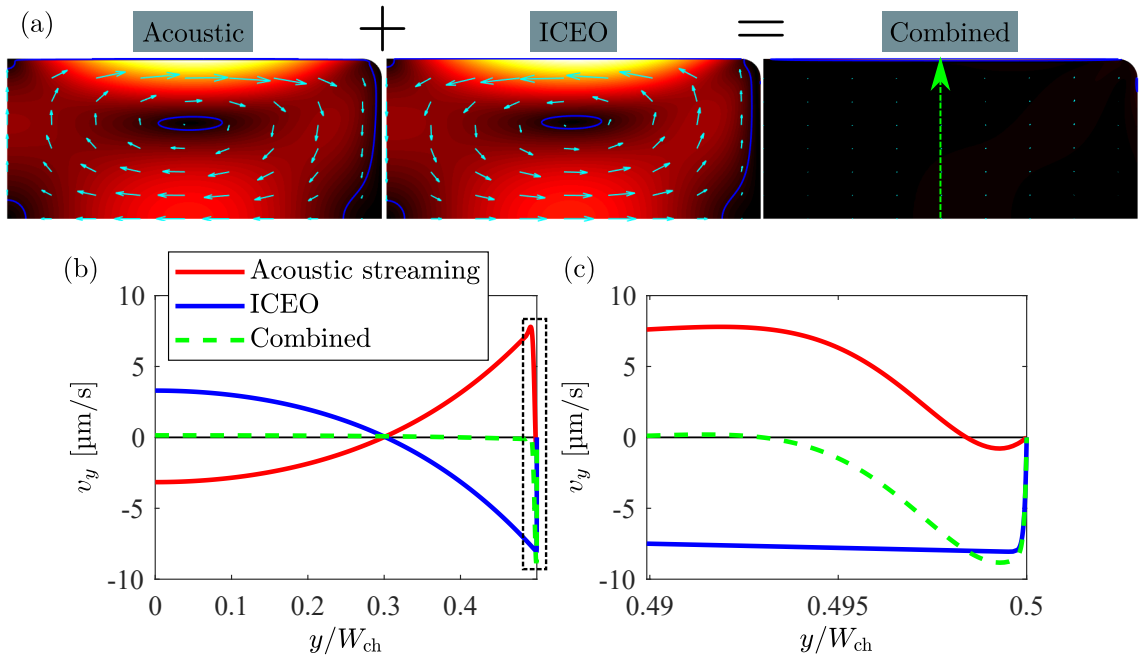 (a)
Acoustic + ICEO = Combined
(b)
Acoustic streaming
ICEO
Combined
10
5
0
-5
-10
v_y [µm/s]
0 0.1 0.2 0.3 0.4
y/W_ch
(c)
10
5
0
-5
-10
v_y [µm/s]
0.49 0.495 0.5
y/W_ch